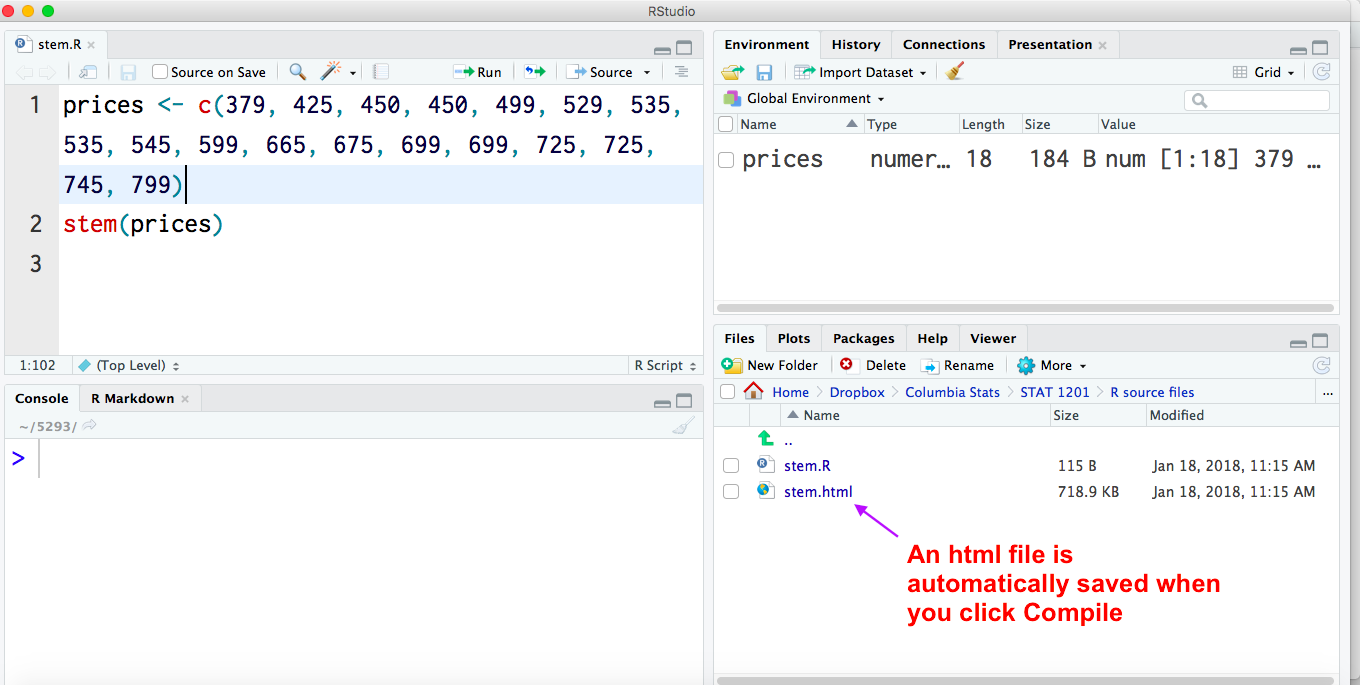 RStudio
stem.R
Source on Save
Run
Source
1 prices <- c(379, 425, 450, 450, 499, 529, 535,
535, 545, 599, 665, 675, 699, 699, 725, 725,
745, 799)
2 stem(prices)
3
1:102 (Top Level) R Script
Console R Markdown
~/5293/
>
Environment History Connections Presentation
Import Dataset Grid
Global Environment
Name Type Length Size Value
prices numer… 18 184 B num [1:18] 379 …
Files Plots Packages Help Viewer
New Folder Delete Rename More
Home Dropbox Columbia Stats STAT 1201 R source files ...
Name Size Modified
..
stem.R 115 B Jan 18, 2018, 11:15 AM
stem.html 718.9 KB Jan 18, 2018, 11:15 AM
An html file is
automatically saved when
you click Compile